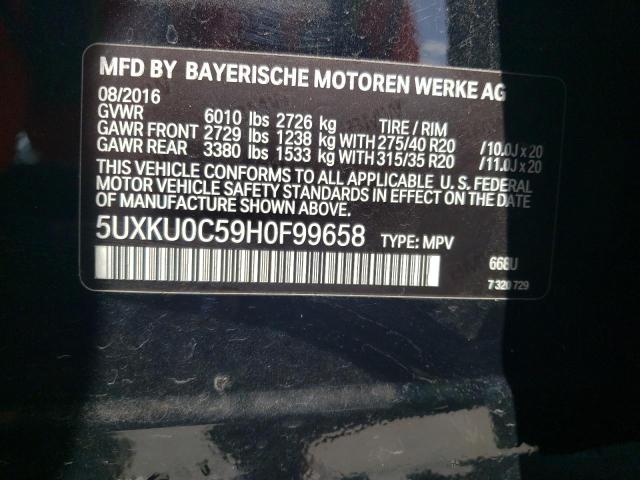 MFD BY BAYERISCHE MOTOREN WERKE AG
08/2016
GVWR 6010 lbs 2726 kg TIRE / RIM
GAWR FRONT 2729 lbs 1238 kg WITH 275/40 R20 /10.0J x 20
GAWR REAR 3380 lbs 1533 kg WITH 315/35 R20 /11.0J x 20
THIS VEHICLE CONFORMS TO ALL APPLICABLE U. S. FEDERAL
MOTOR VEHICLE SAFETY STANDARDS IN EFFECT ON THE DATE
OF MANUFACTURE SHOWN ABOVE.
5UXKU0C59H0F99658 TYPE: MPV
668U
7 320 729